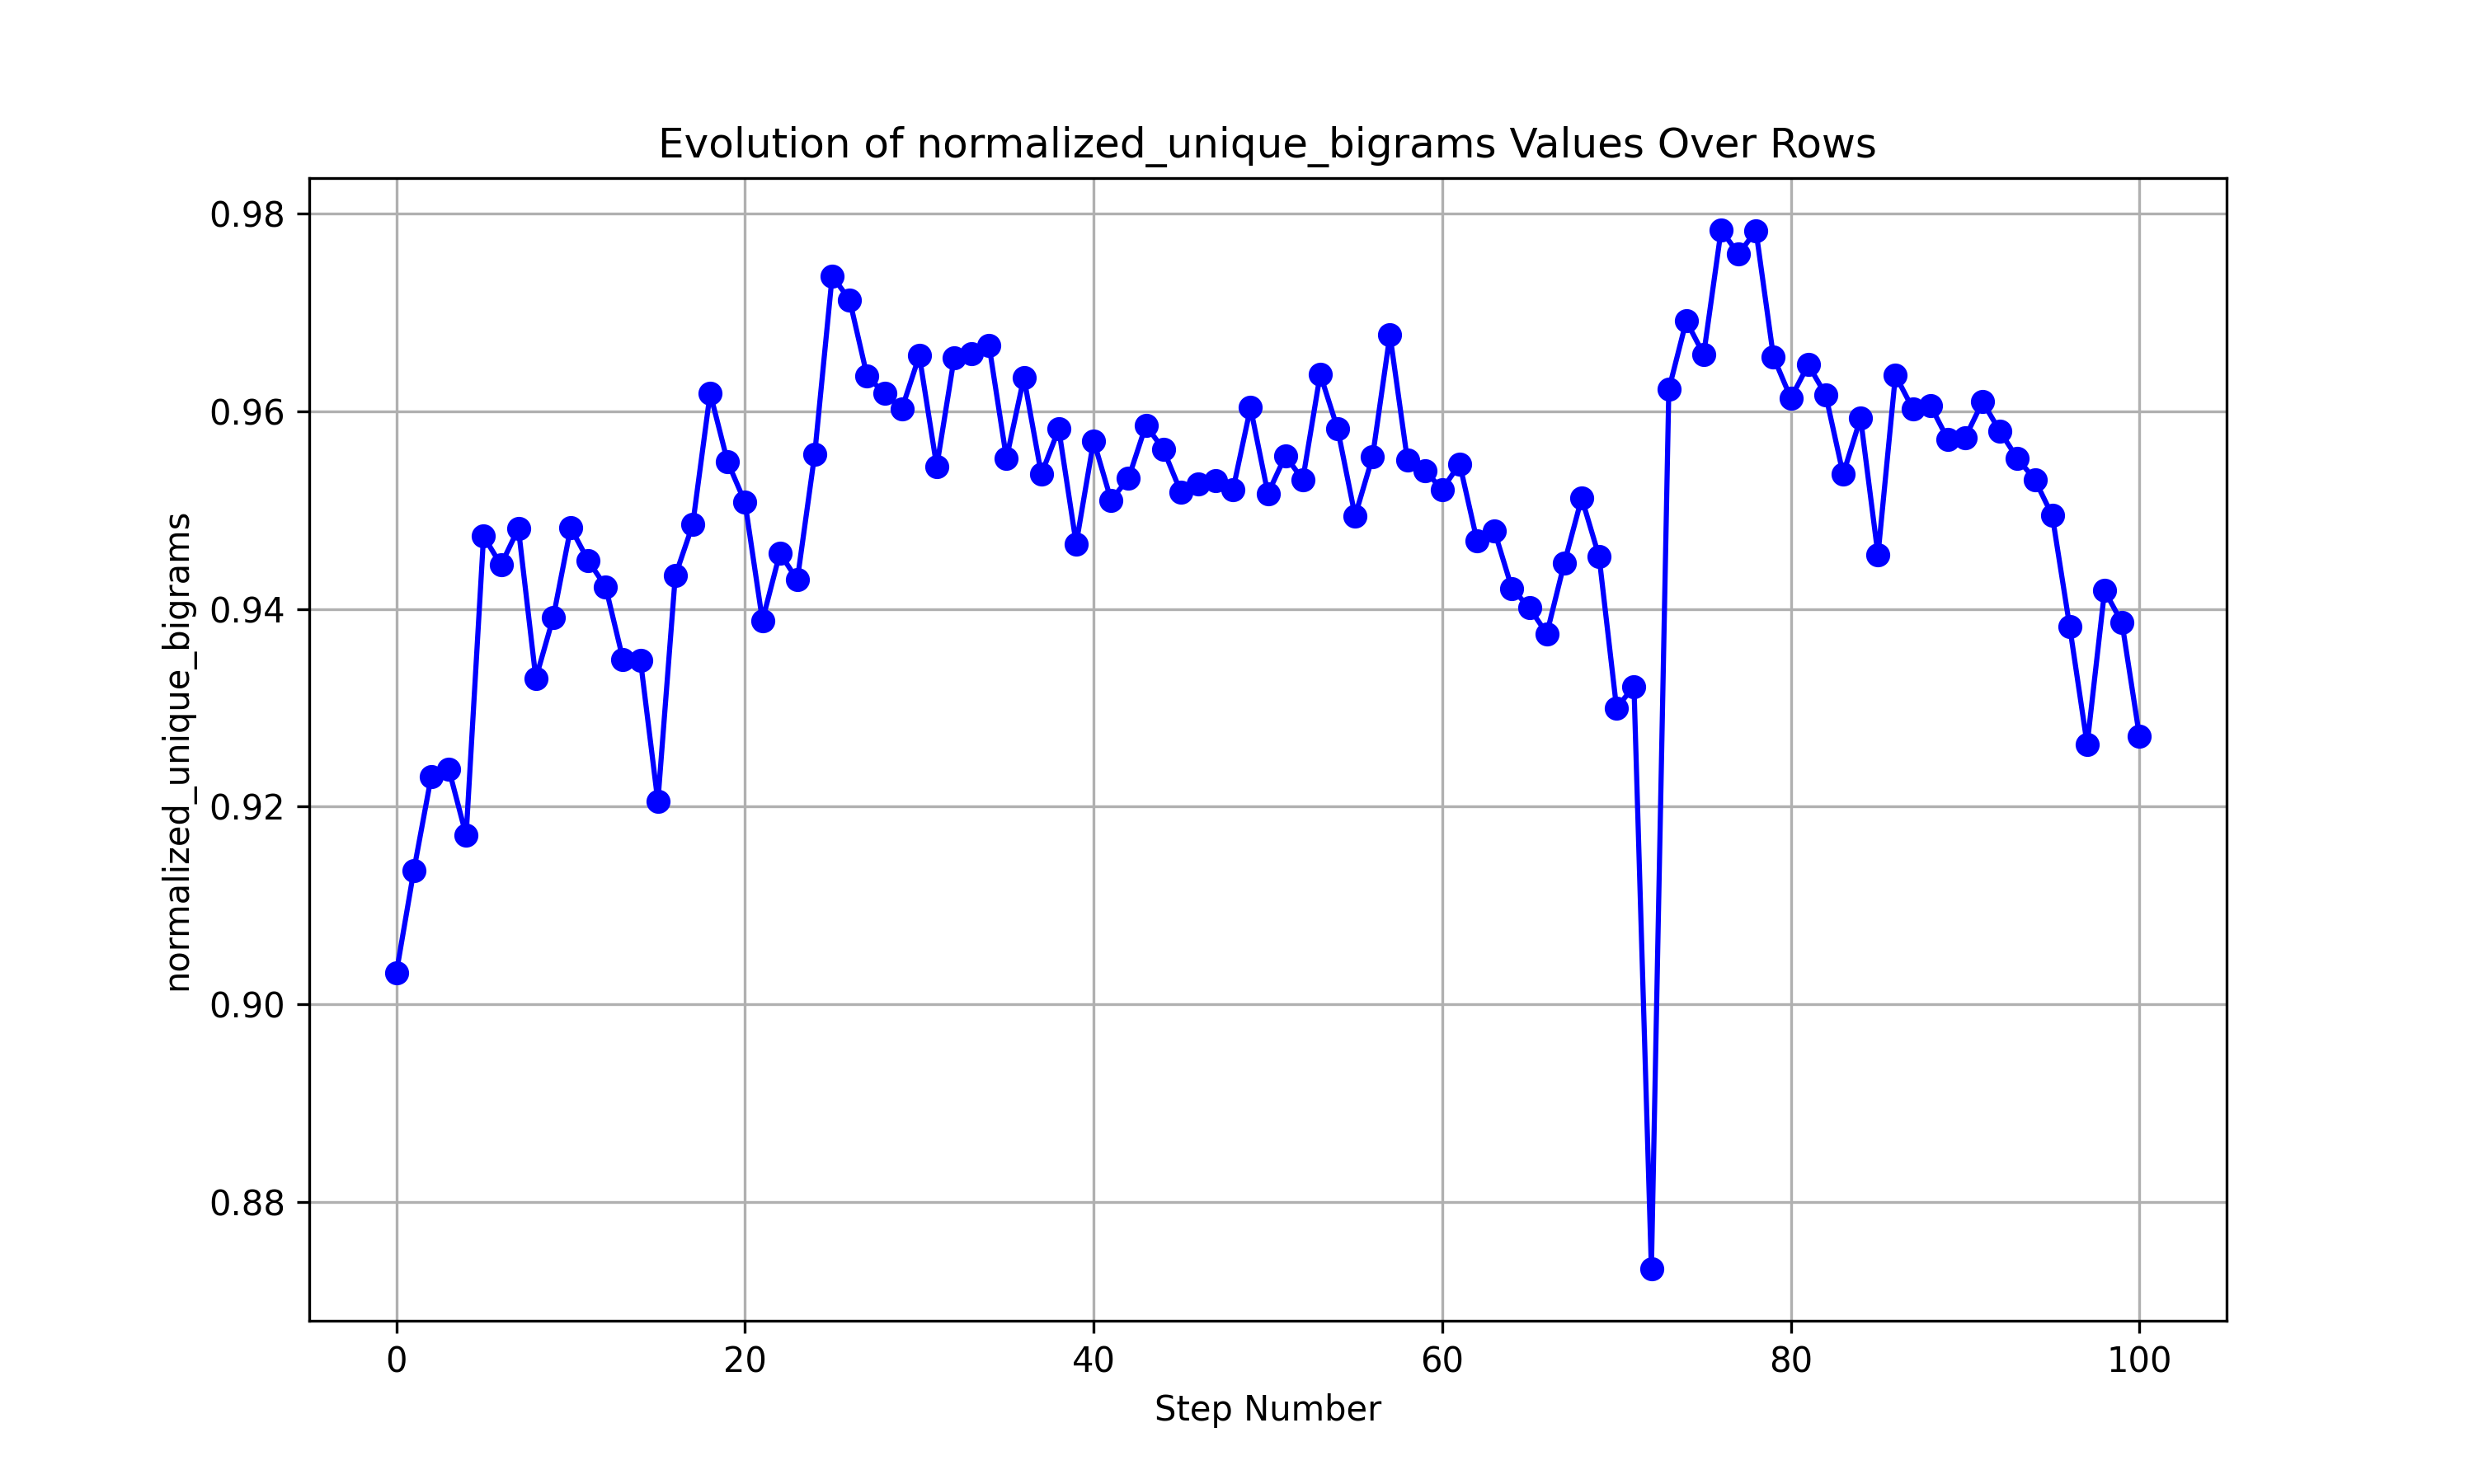 Evolution of normalized_unique_bigrams Values Over Rows
normalized_unique_bigrams
0.98
0.96
0.94
0.92
0.90
0.88
0 20 40 60 80 100
Step Number